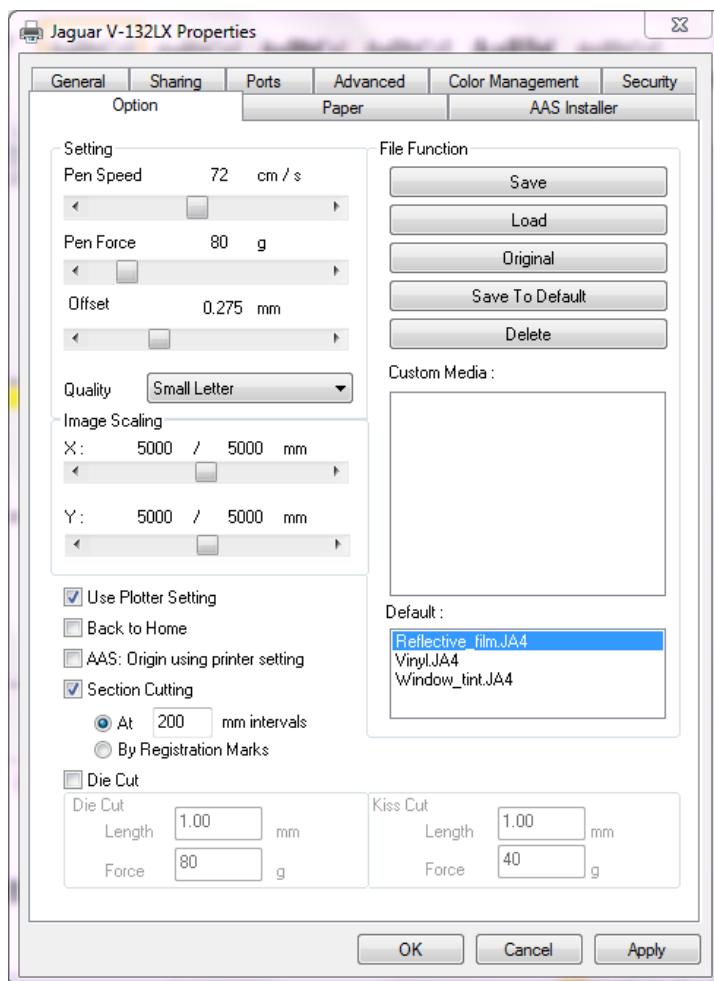 Jaguar V-132LX Properties
General Sharing Ports Advanced Color Management Security
Option Paper AAS Installer
Setting
Pen Speed 72 cm / s
Pen Force 80 g
Offset 0.275 mm
Quality Small Letter
Image Scaling
X : 5000 / 5000 mm
Y : 5000 / 5000 mm
Use Plotter Setting
Back to Home
AAS: Origin using printer setting
Section Cutting
At 200 mm intervals
By Registration Marks
Die Cut
Die Cut
Length 1.00 mm
Force 80 g
Kiss Cut
Length 1.00 mm
Force 40 g
File Function
Save
Load
Original
Save To Default
Delete
Custom Media :
Default :
Reflective_film.JA4
Vinyl.JA4
Window_tint.JA4
OK Cancel Apply